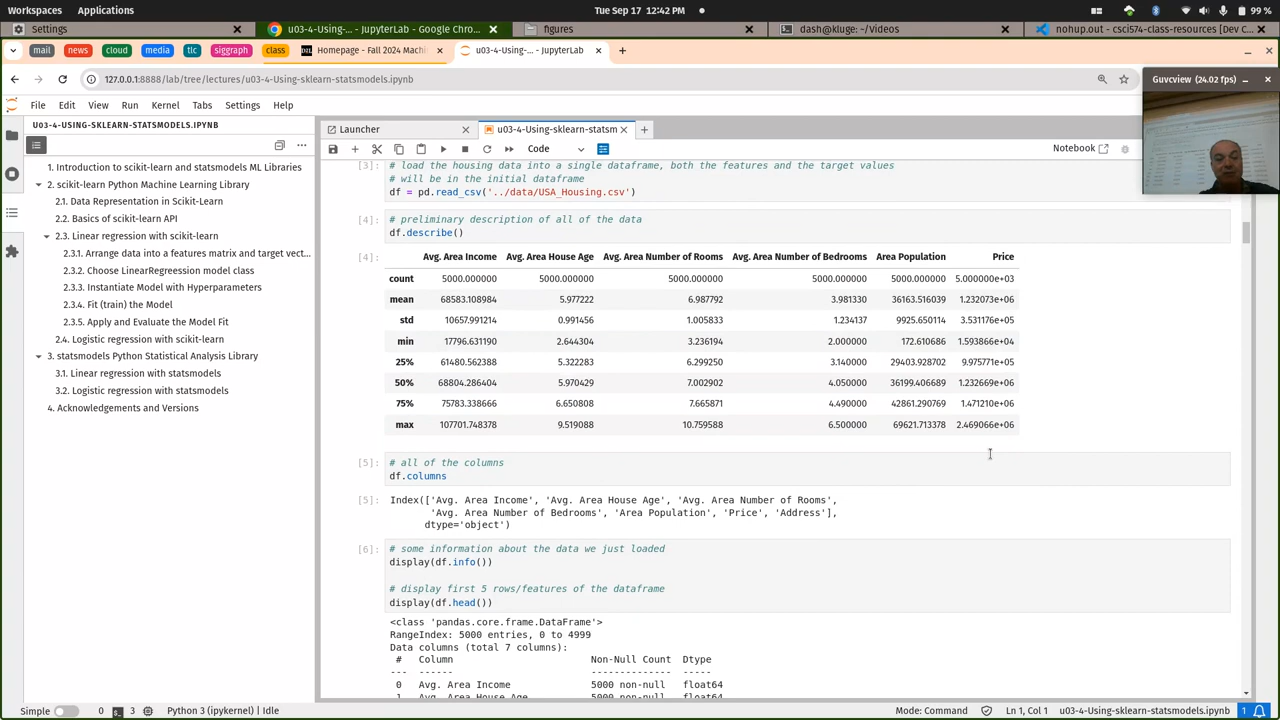 Workspaces Applications Tue Sep 17 12:42 PM 99 %
Settings u03-4-Using-... - JupyterLab - Google Chro... figures dash@kluge: ~/Videos nohup.out - csci574-class-resources [Dev C...
mail news cloud media tlc siggraph class Homepage - Fall 2024 Machi u03-4-Using-... - JupyterLab
127.0.0.1:8888/lab/tree/lectures/u03-4-Using-sklearn-statsmodels.ipynb
Guvcview (24.02 fps)
File Edit View Run Kernel Tabs Settings Help
U03-4-USING-SKLEARN-STATSMODELS.IPYNB
1. Introduction to scikit-learn and statsmodels ML Libraries
2. scikit-learn Python Machine Learning Library
2.1. Data Representation in Scikit-Learn
2.2. Basics of scikit-learn API
2.3. Linear regression with scikit-learn
2.3.1. Arrange data into a features matrix and target vect...
2.3.2. Choose LinearRegreession model class
2.3.3. Instantiate Model with Hyperparameters
2.3.4. Fit (train) the Model
2.3.5. Apply and Evaluate the Model Fit
2.4. Logistic regression with scikit-learn
3. statsmodels Python Statistical Analysis Library
3.1. Linear regression with statsmodels
3.2. Logistic regression with statsmodels
4. Acknowledgements and Versions
Launcher u03-4-Using-sklearn-statsm
Code Notebook
[3]: # load the housing data into a single dataframe, both the features and the target values
# will be in the initial dataframe
df = pd.read_csv('../data/USA_Housing.csv')
[4]: # preliminary description of all of the data
df.describe()
[4]: Avg. Area Income Avg. Area House Age Avg. Area Number of Rooms Avg. Area Number of Bedrooms Area Population Price
count 5000.000000 5000.000000 5000.000000 5000.000000 5000.000000 5.000000e+03
mean 68583.108984 5.977222 6.987792 3.981330 36163.516039 1.232073e+06
std 10657.991214 0.991456 1.005833 1.234137 9925.650114 3.531176e+05
min 17796.631190 2.644304 3.236194 2.000000 172.610686 1.593866e+04
25% 61480.562388 5.322283 6.299250 3.140000 29403.928702 9.975771e+05
50% 68804.286404 5.970429 7.002902 4.050000 36199.406689 1.232669e+06
75% 75783.338666 6.650808 7.665871 4.490000 42861.290769 1.471210e+06
max 107701.748378 9.519088 10.759588 6.500000 69621.713378 2.469066e+06
[5]: # all of the columns
df.columns
[5]: Index(['Avg. Area Income', 'Avg. Area House Age', 'Avg. Area Number of Rooms',
'Avg. Area Number of Bedrooms', 'Area Population', 'Price', 'Address'],
dtype='object')
[6]: # some information about the data we just loaded
display(df.info())
# display first 5 rows/features of the dataframe
display(df.head())
<class 'pandas.core.frame.DataFrame'>
RangeIndex: 5000 entries, 0 to 4999
Data columns (total 7 columns):
# Column Non-Null Count Dtype
--- ------ -------------- -----
0 Avg. Area Income 5000 non-null float64
1 Avg. Area House Age 5000 non-null float64
Simple 0 3 Python 3 (ipykernel) | Idle Mode: Command Ln 1, Col 1 u03-4-Using-sklearn-statsmodels.ipynb 1